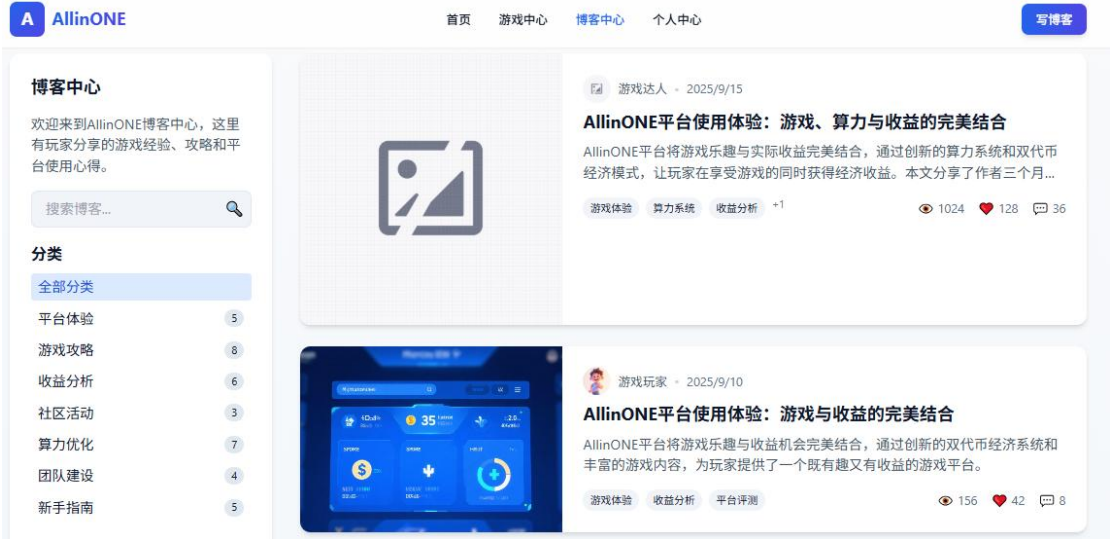 A AllinONE
首页 游戏中心 博客中心 个人中心
写博客
博客中心
欢迎来到AllinONE博客中心，这里
有玩家分享的游戏经验、攻略和平
台使用心得。
搜索博客...
分类
全部分类
平台体验 5
游戏攻略 8
收益分析 6
社区活动 3
算力优化 7
团队建设 4
新手指南 5
游戏达人 • 2025/9/15
AllinONE平台使用体验：游戏、算力与收益的完美结合
AllinONE平台将游戏乐趣与实际收益完美结合，通过创新的算力系统和双代币
经济模式，让玩家在享受游戏的同时获得经济收益。本文分享了作者三个月...
游戏体验 算力系统 收益分析 +1
1024 128 36
35
游戏玩家 • 2025/9/10
AllinONE平台使用体验：游戏与收益的完美结合
AllinONE平台将游戏乐趣与收益机会完美结合，通过创新的双代币经济系统和
丰富的游戏内容，为玩家提供了一个既有趣又有收益的游戏平台。
游戏体验 收益分析 平台评测
156 42 8